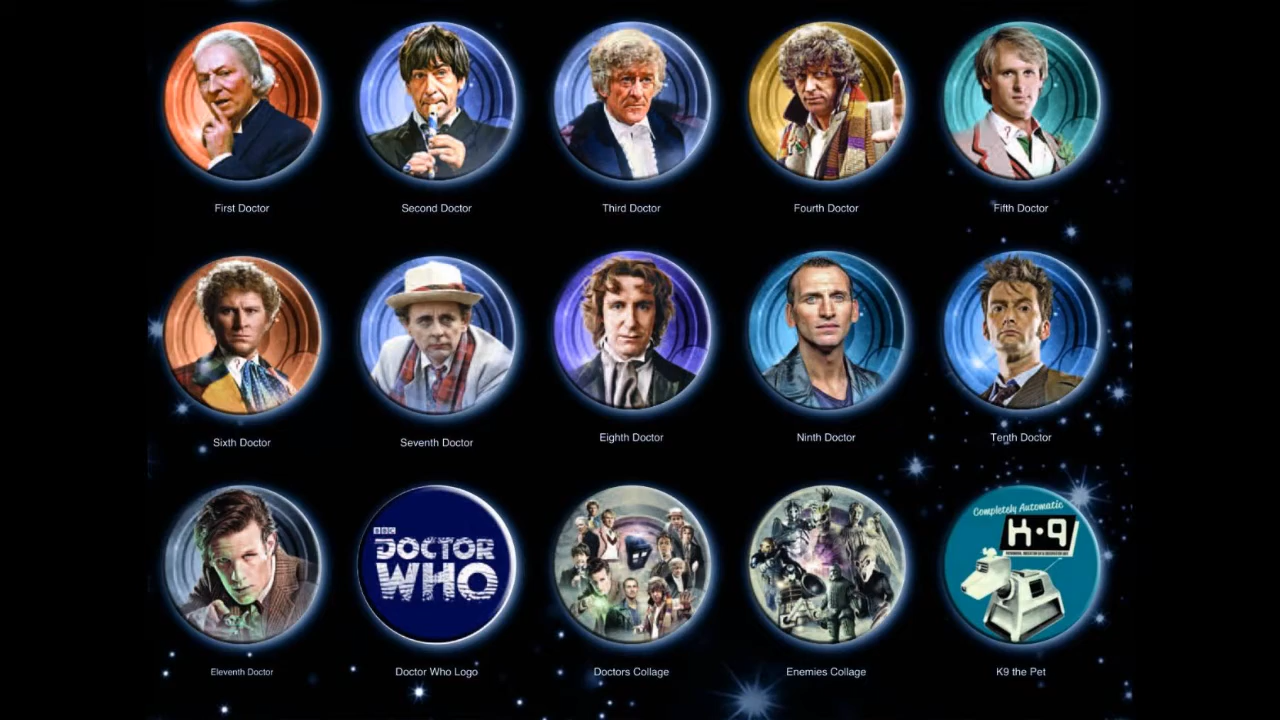 First Doctor
Second Doctor
Third Doctor
Fourth Doctor
Fifth Doctor
Sixth Doctor
Seventh Doctor
Eighth Doctor
Ninth Doctor
Tenth Doctor
BBC
DOCTOR
WHO
Completely Automatic
K·9
Eleventh Doctor
Doctor Who Logo
Doctors Collage
Enemies Collage
K9 the Pet